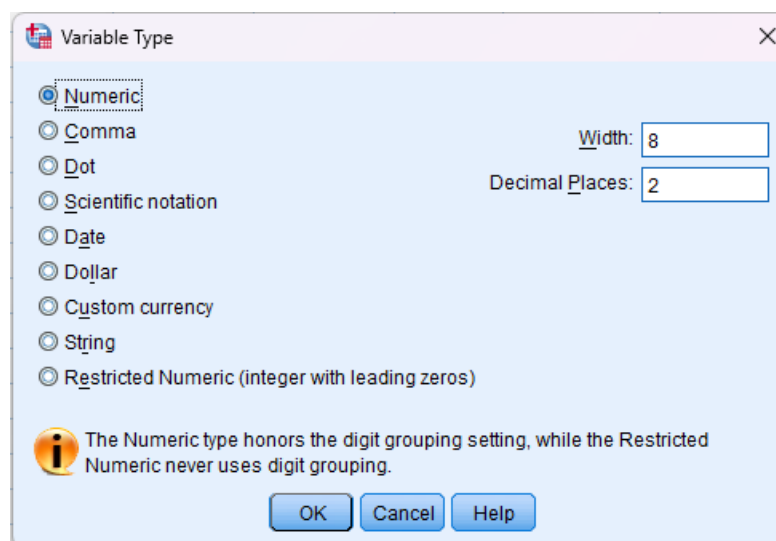 Variable Type
Numeric
Comma
Width: 8
Dot
Decimal Places: 2
Scientific notation
Date
Dollar
Custom currency
String
Restricted Numeric (integer with leading zeros)
The Numeric type honors the digit grouping setting, while the Restricted
Numeric never uses digit grouping.
OK Cancel Help